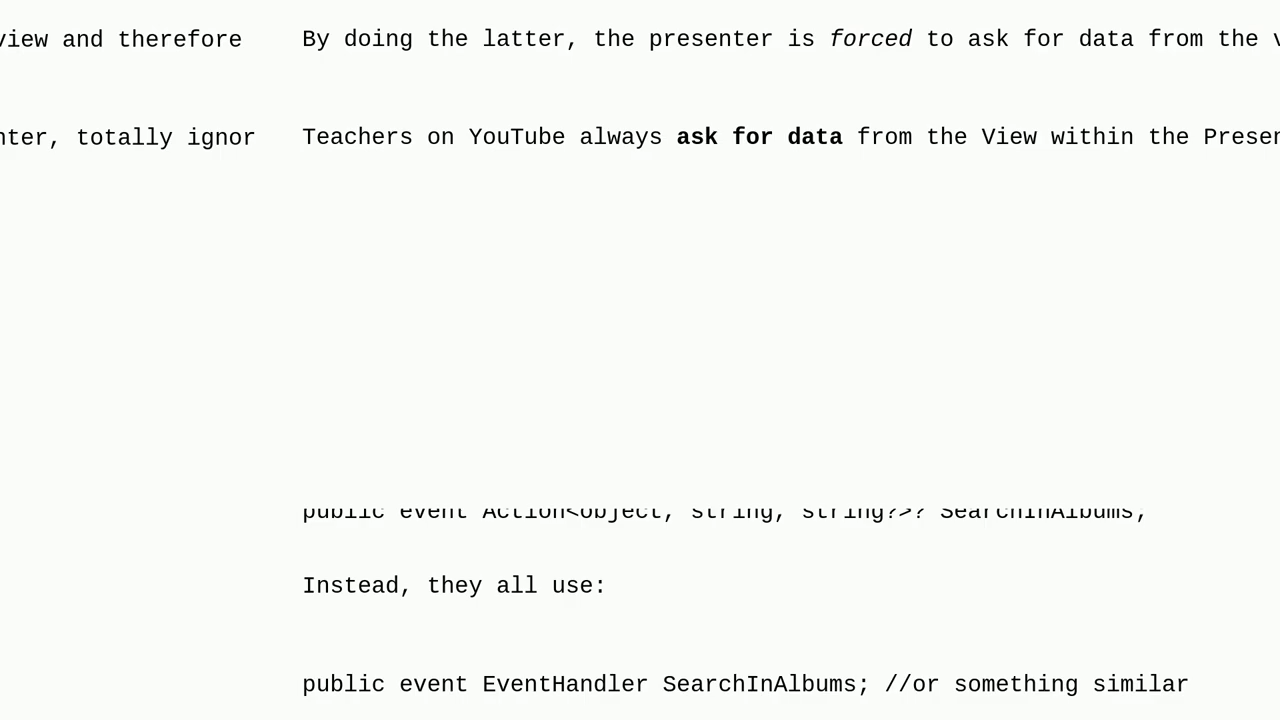 view and therefore
By doing the latter, the presenter is forced to ask for data from the
totally ignor
Teachers on YouTube always ask for data from the View within the
public event Action<object, string, string?>? SearchInAlbums;
Instead, they all use:
public event EventHandler SearchInAlbums; //or something similar